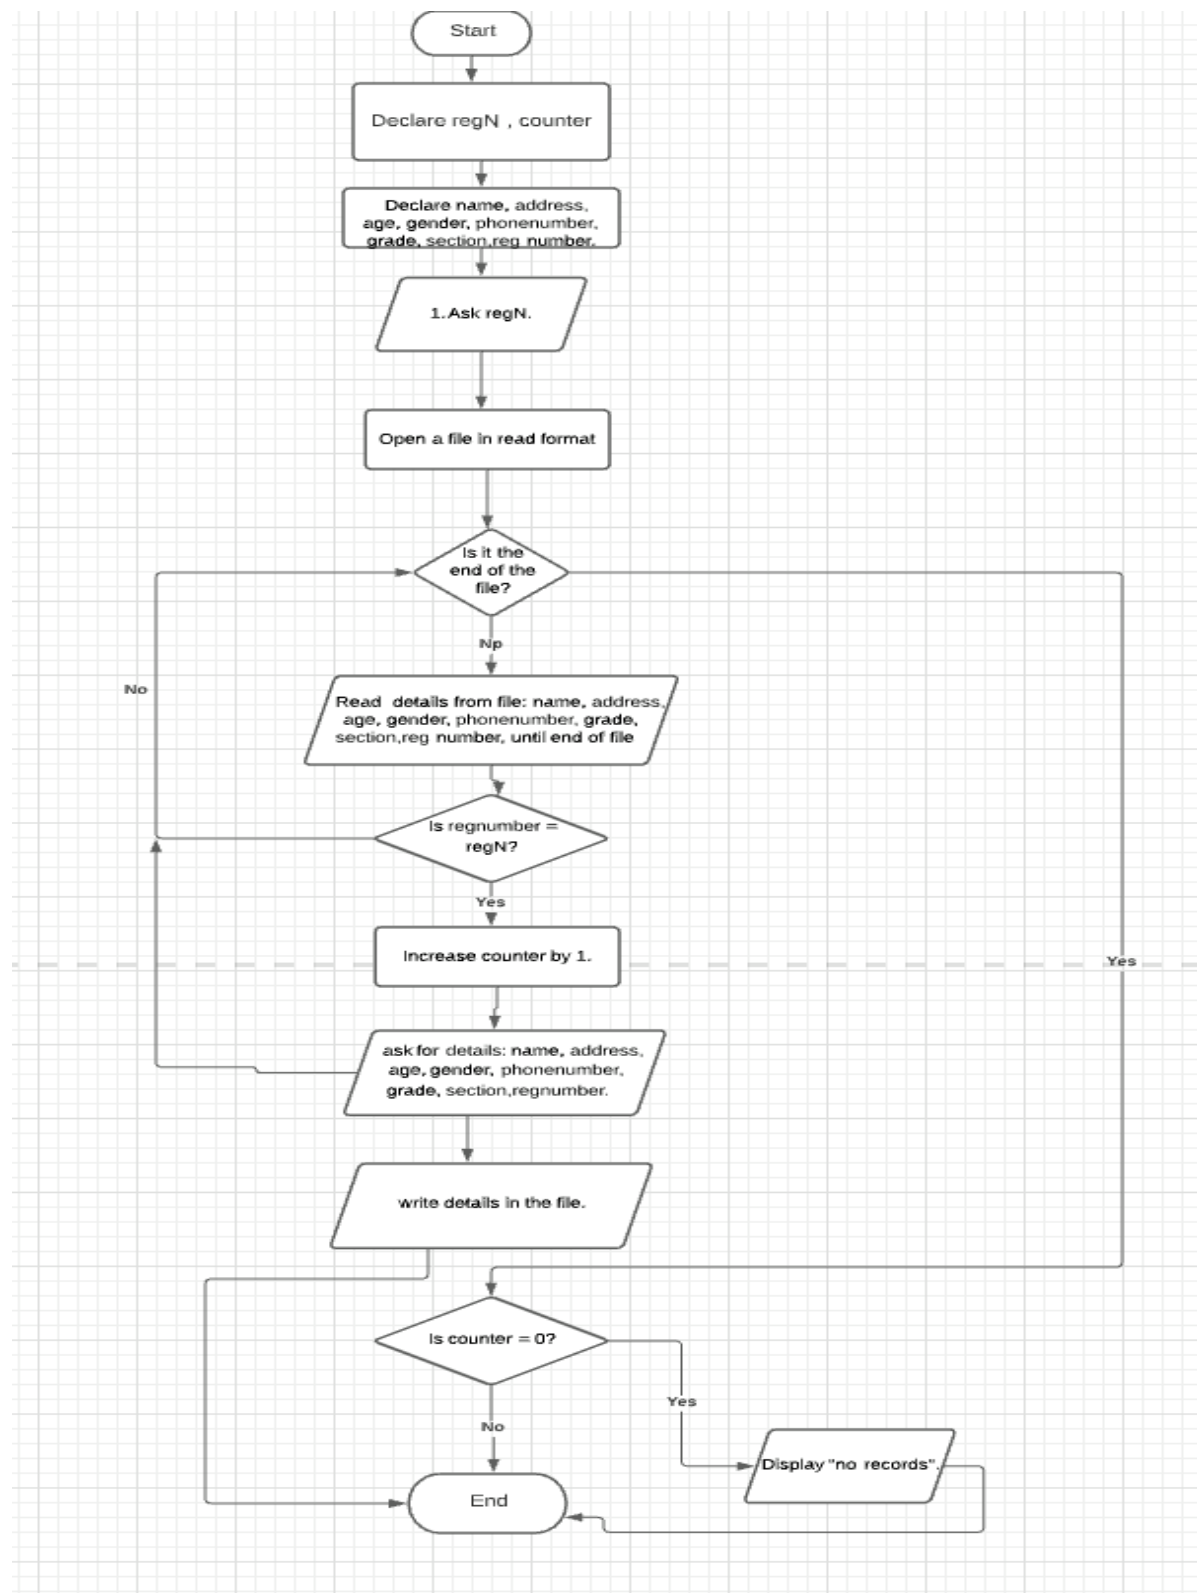 Start
Declare regN , counter
Declare name, address,
age, gender, phonenumber,
grade, section,reg number.
1.Ask regN.
Open a file in read format
Is it the
end of the
file?
Np
No
Read details from file: name, address,
age, gender, phonenumber, grade,
section,reg number, until end of file
Is regnumber =
regN?
Yes
Increase counter by 1.
Yes
ask for details: name, address,
age, gender, phonenumber,
grade, section,regnumber.
write details in the file.
Is counter = 0?
Yes
No
Display "no records".
End